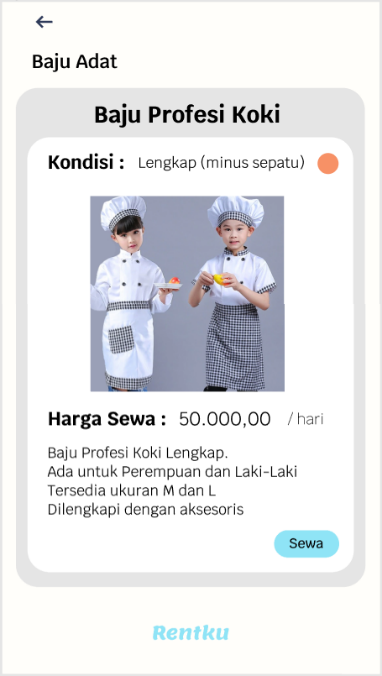 Baju Adat
Baju Profesi Koki
Kondisi : Lengkap (minus sepatu)
Harga Sewa : 50.000,00 / hari
Baju Profesi Koki Lengkap.
Ada untuk Perempuan dan Laki-Laki
Tersedia ukuran M dan L
Dilengkapi dengan aksesoris
Sewa
Rentku